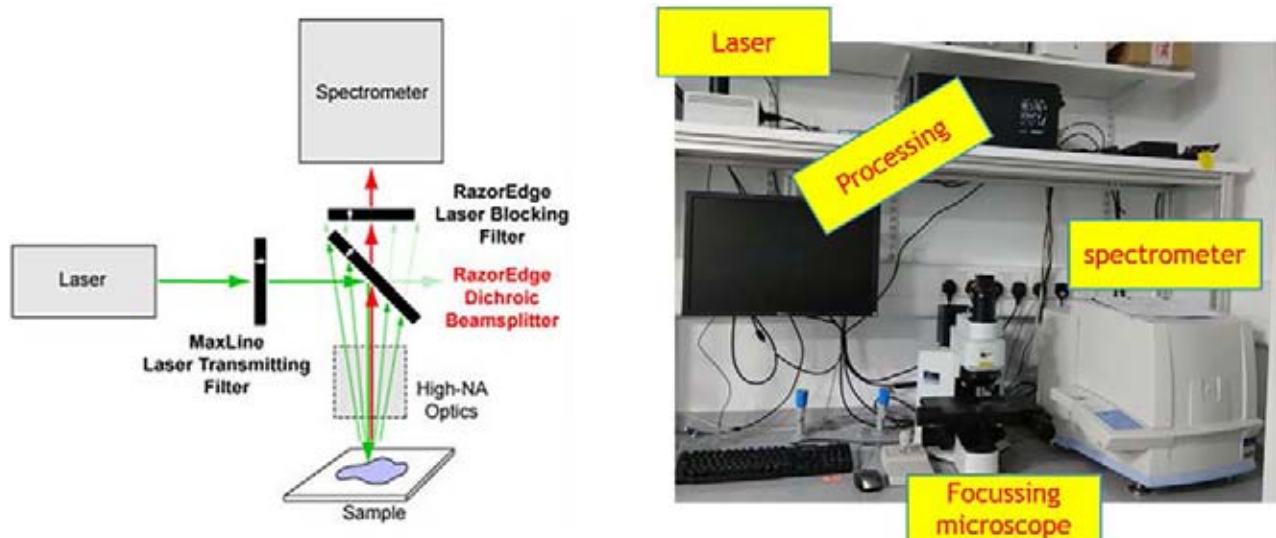 Spectrometer
RazorEdge
Laser Blocking
Filter
Laser
RazorEdge
Dichroic
Beamsplitter
MaxLine
Laser Transmitting
Filter
High-NA
Optics
Sample
Laser
Processing
spectrometer
Focussing
microscope